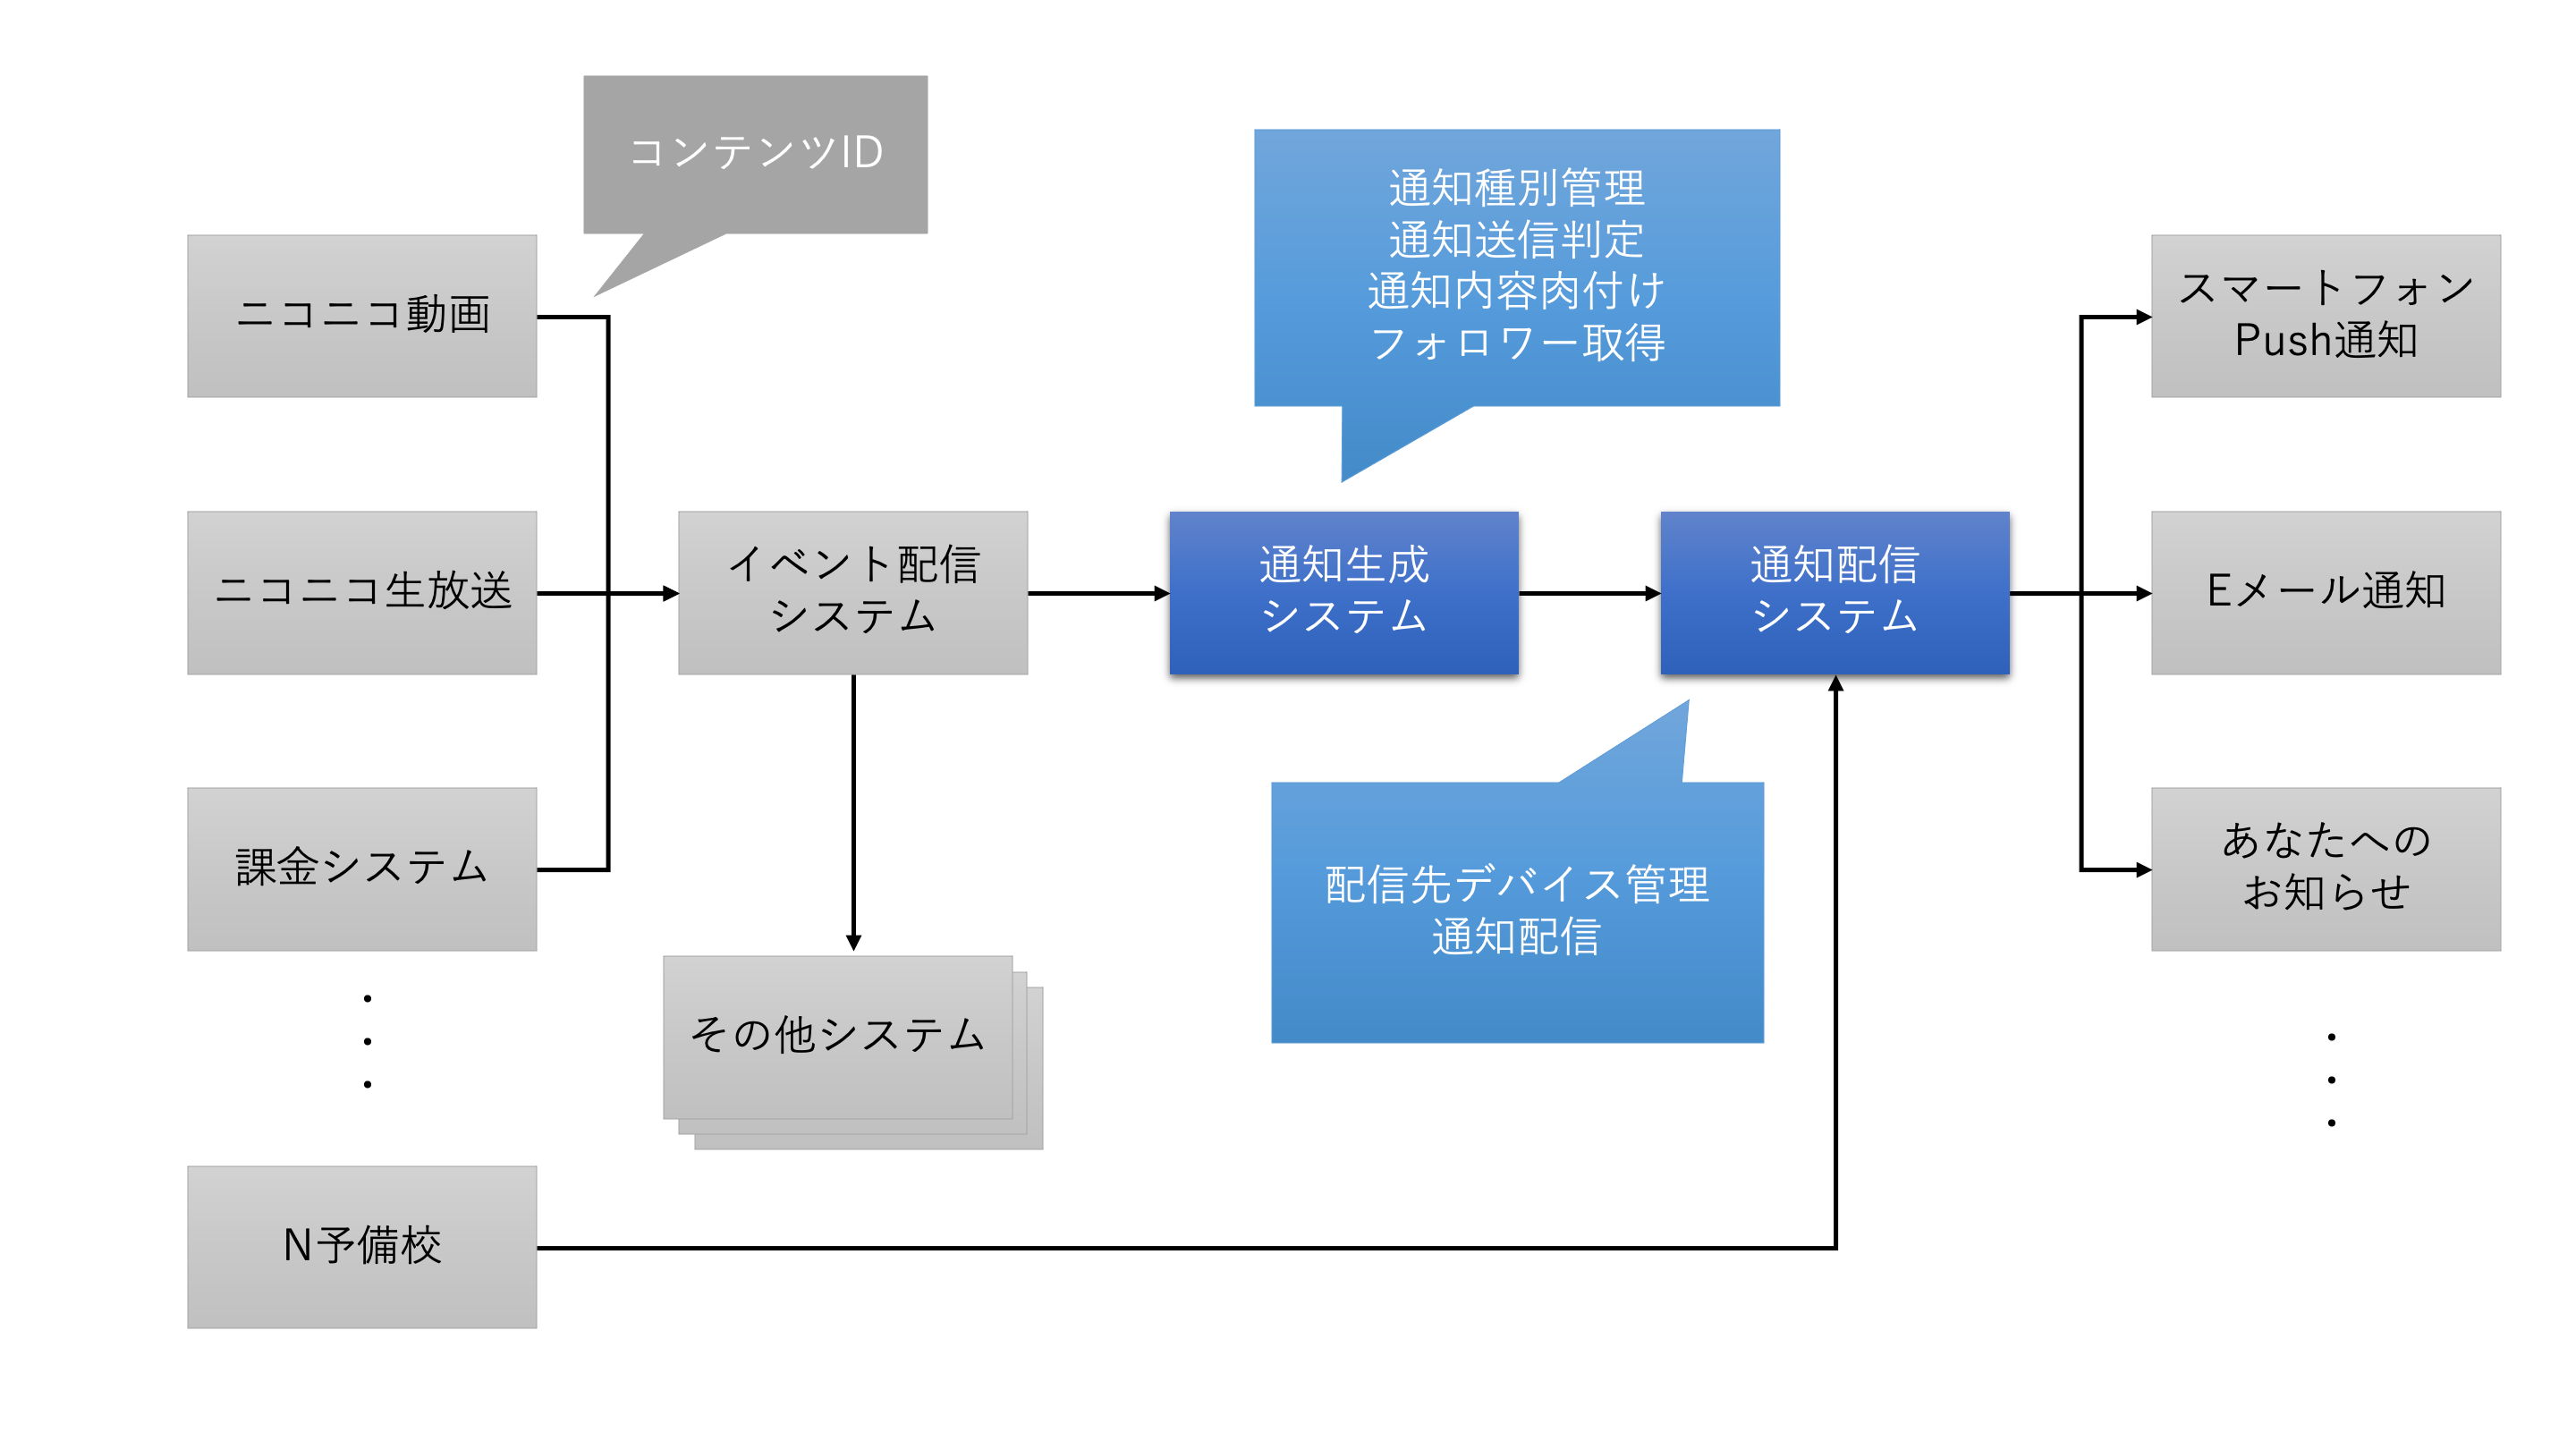 コンテンツID
通知種別管理
通知送信判定
通知内容肉付け
フォロワー取得
ニコニコ動画
スマートフォン
Push通知
ニコニコ生放送
イベント配信
システム
通知生成
システム
通知配信
システム
Eメール通知
課金システム
配信先デバイス管理
通知配信
あなたへの
お知らせ
・
・
・
その他システム
・
・
・
N予備校